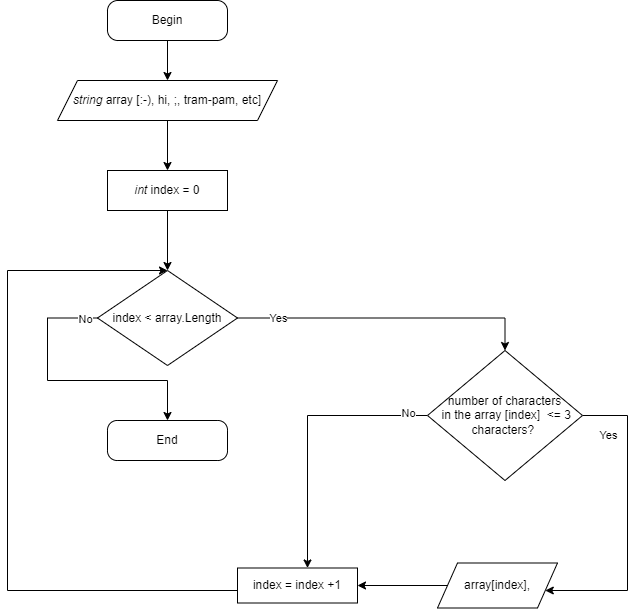 Begin
string array [:-), hi, ;, tram-pam, etc]
int index = 0
index < array.Length
No
Yes
number of characters
in the array [index]  <= 3
characters?
No
Yes
End
index = index +1
array[index],